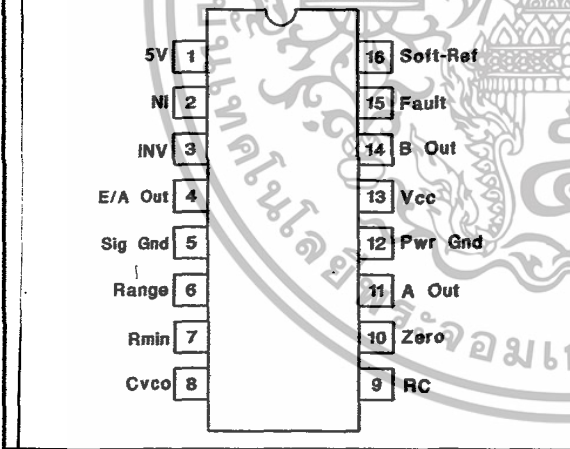 5V 1 16 Soft-Ref
NI 2 15 Fault
INV 3 14 B Out
E/A Out 4 13 Vcc
Sig Gnd 5 12 Pwr Gnd
Range 6 11 A Out
Rmin 7 10 Zero
Cvco 8 9 RC